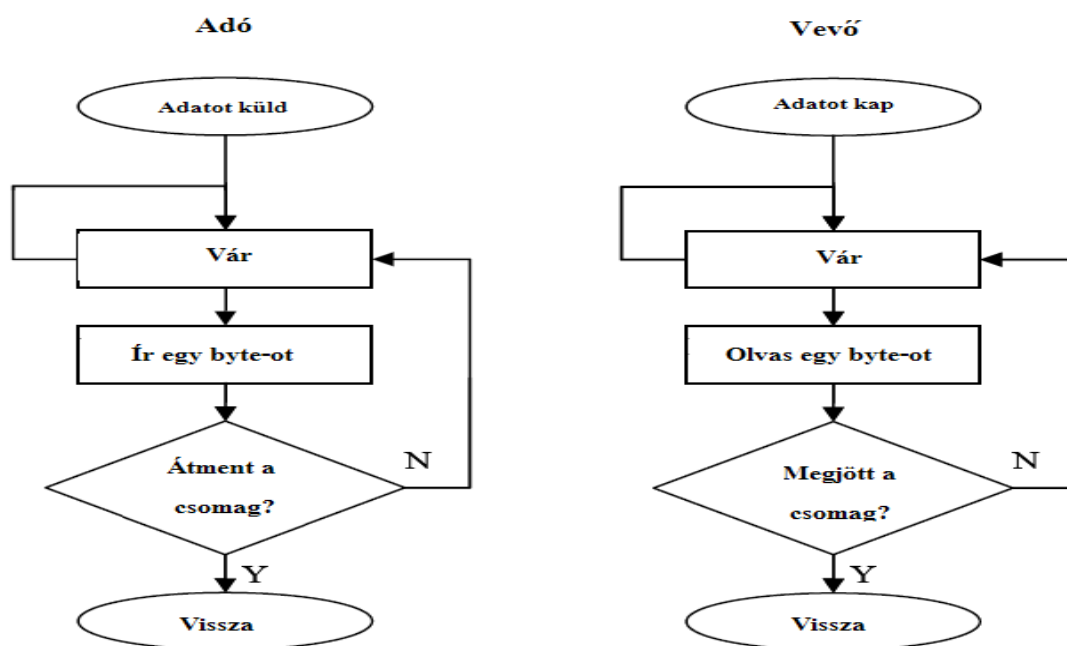 Adó
Adatot küld
Vár
Ír egy byte-ot
Átment a
csomag?
N
Y
Vissza
Vevő
Adatot kap
Vár
Olvas egy byte-ot
Megjött a
csomag?
N
Y
Vissza